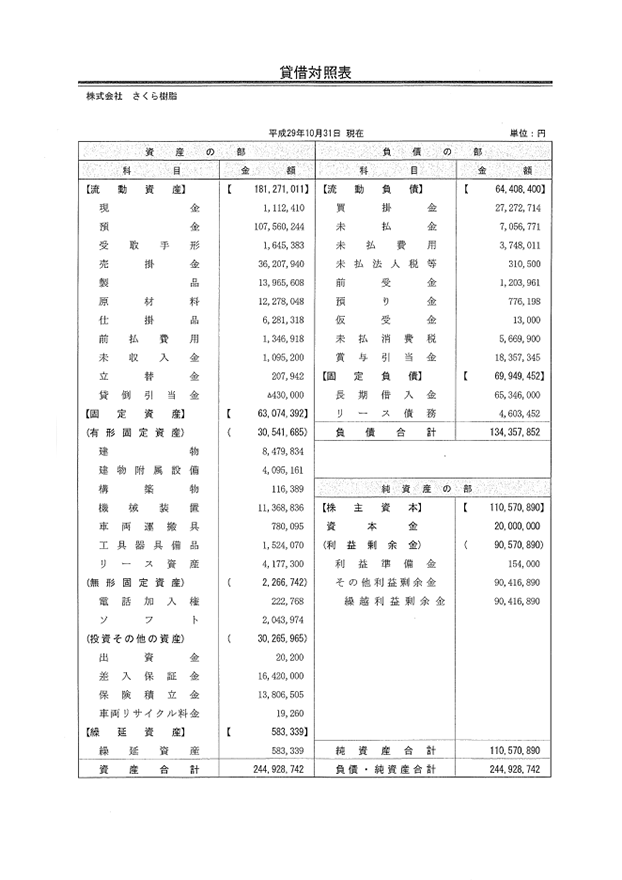 貸借対照表
株式会社 さくら樹脂
平成29年10月31日 現在 単位：円
資産の部
科目 金額
【流動資産】 【 181,271,011】
現金 1,112,410
預金 107,560,244
受取手形 1,645,383
売掛金 36,207,940
製品 13,965,608
原材料 12,278,048
仕掛品 6,281,318
前払費用 1,346,918
未収入金 1,095,200
立替金 207,942
貸倒引当金 △430,000
【固定資産】 【 63,074,392】
(有形固定資産) ( 30,541,685)
建物 8,479,834
建物附属設備 4,095,161
構築物 116,389
機械装置 11,368,836
車両運搬具 780,095
工具器具備品 1,524,070
リース資産 4,177,300
(無形固定資産) ( 2,266,742)
電話加入権 222,768
ソフト 2,043,974
(投資その他の資産) ( 30,265,965)
出資金 20,200
差入保証金 16,420,000
保険積立金 13,806,505
車両リサイクル料金 19,260
【繰延資産】 【 583,339】
繰延資産 583,339
資産合計 244,928,742
負債の部
科目 金額
【流動負債】 【 64,408,400】
買掛金 27,272,714
未払金 7,056,771
未払費用 3,748,011
未払法人税等 310,500
前受金 1,203,961
預り金 776,198
仮受金 13,000
未払消費税 5,669,900
賞与引当金 18,357,345
【固定負債】 【 69,949,452】
長期借入金 65,346,000
リース債務 4,603,452
負債合計 134,357,852
純資産の部
【株主資本】 【 110,570,890】
資本金 20,000,000
(利益剰余金) ( 90,570,890)
利益準備金 154,000
その他利益剰余金 90,416,890
繰越利益剰余金 90,416,890
純資産合計 110,570,890
負債・純資産合計 244,928,742